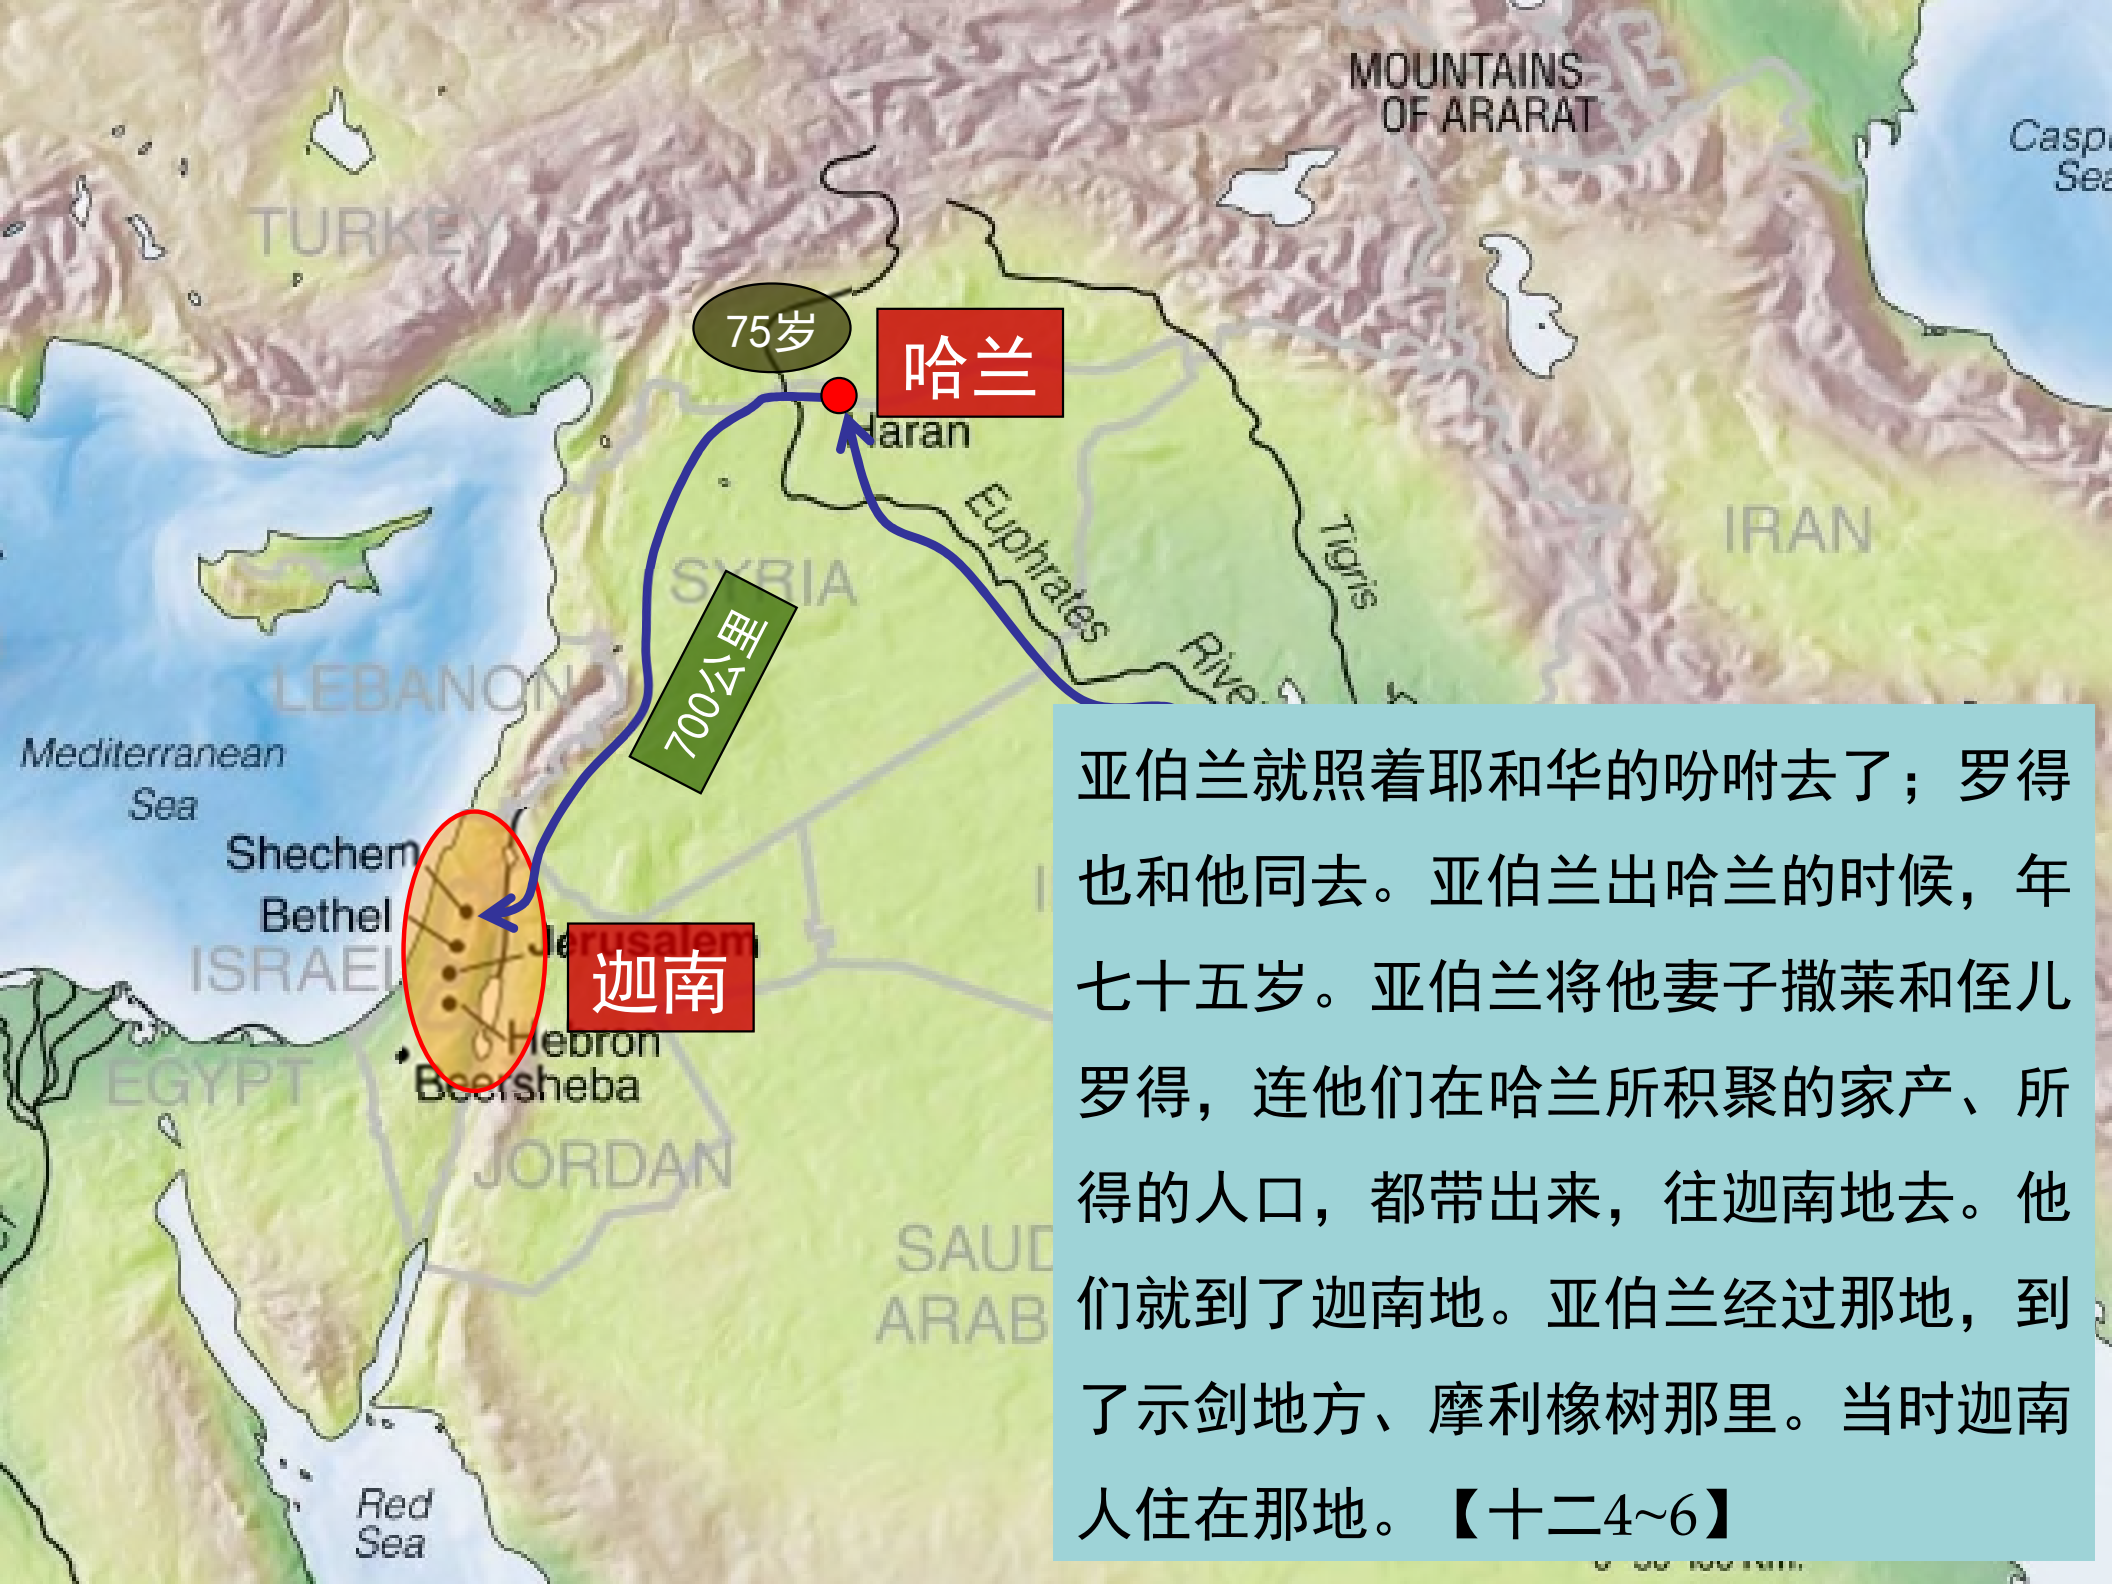 MOUNTAINS
OF ARARAT
TURKEY
75岁
哈兰
Haran
Euphrates
Tigris
IRAN
SYRIA
700公里
LEBANON
Mediterranean
Sea
Shechem
Bethel
ISRAEL
Jerusalem
迦南
Hebron
Beersheba
EGYPT
JORDAN
Red
Sea
亚伯兰就照着耶和华的吩咐去了；罗得
也和他同去。亚伯兰出哈兰的时候，年
七十五岁。亚伯兰将他妻子撒莱和侄儿
罗得，连他们在哈兰所积聚的家产、所
得的人口，都带出来，往迦南地去。他
们就到了迦南地。亚伯兰经过那地，到
了示剑地方、摩利橡树那里。当时迦南
人住在那地。【十二4~6】